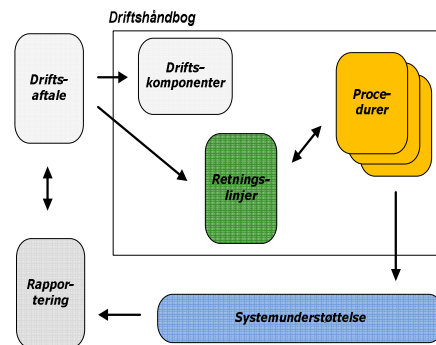 Driftshåndbog
Drifts-
aftale
Drifts-
komponenter
Proce-
durer
Retnings-
linjer
Rappor-
tering
Systemunderstøttelse